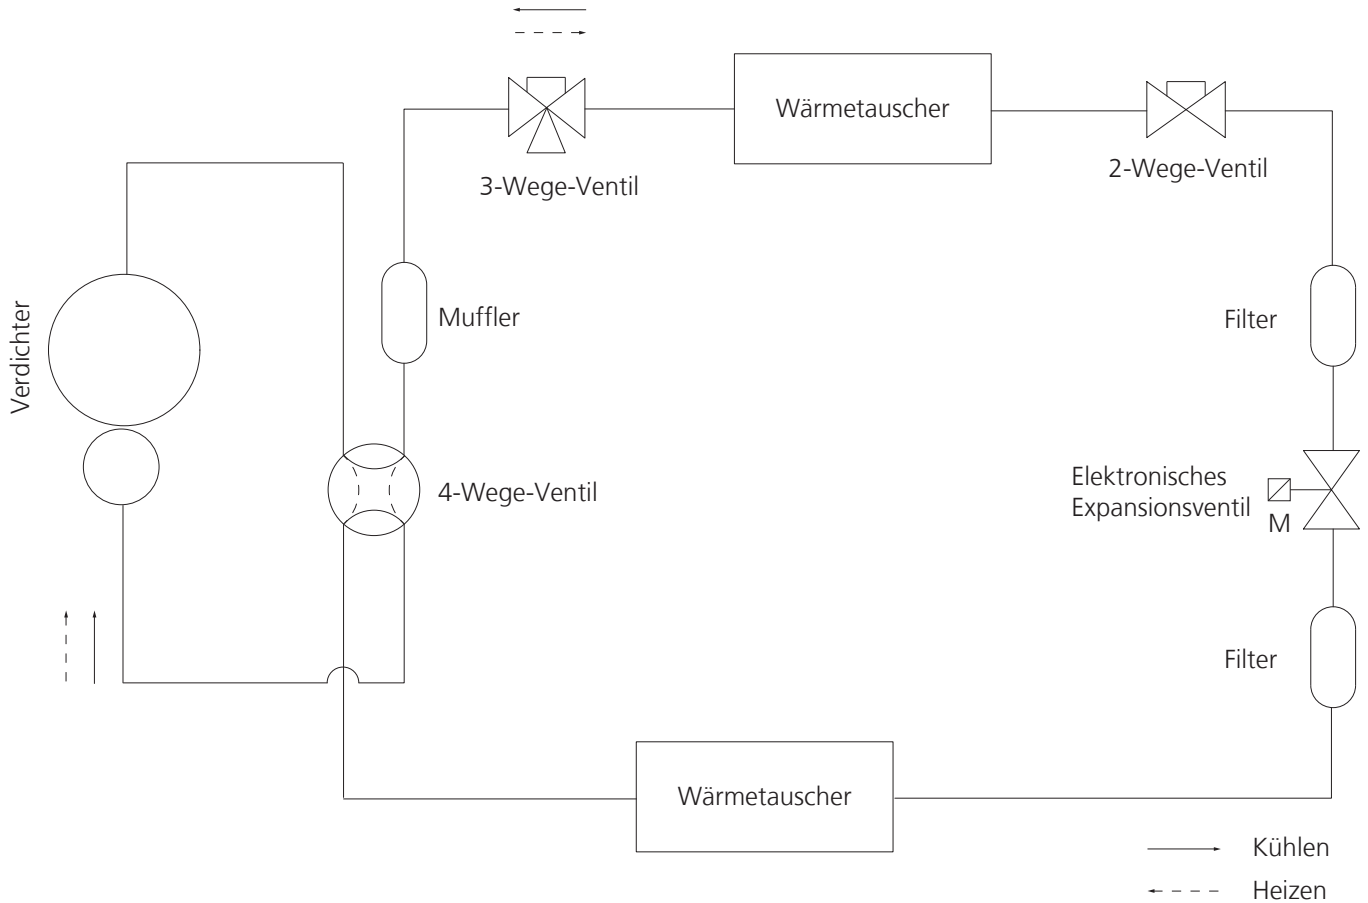 Wärmetauscher
3-Wege-Ventil
2-Wege-Ventil
Verdichter
Muffler
Filter
4-Wege-Ventil
Elektronisches
Expansionsventil
M
Filter
Wärmetauscher
Kühlen
Heizen